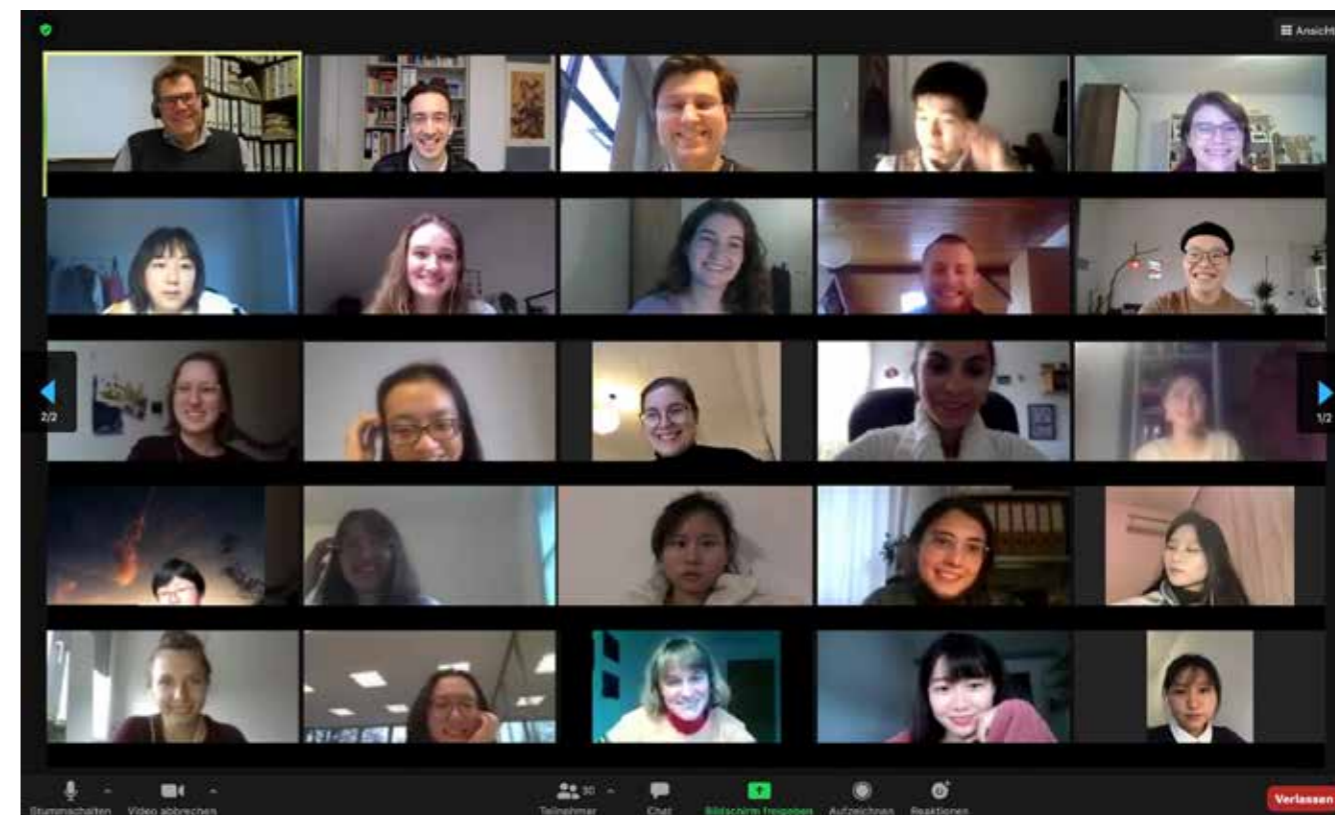 Ansicht
2/2
1/2
Stummschalten
Video abbrechen
30
Teilnehmer
Chat
Bildschirm freigeben
Aufzeichnen
Reaktionen
Verlassen